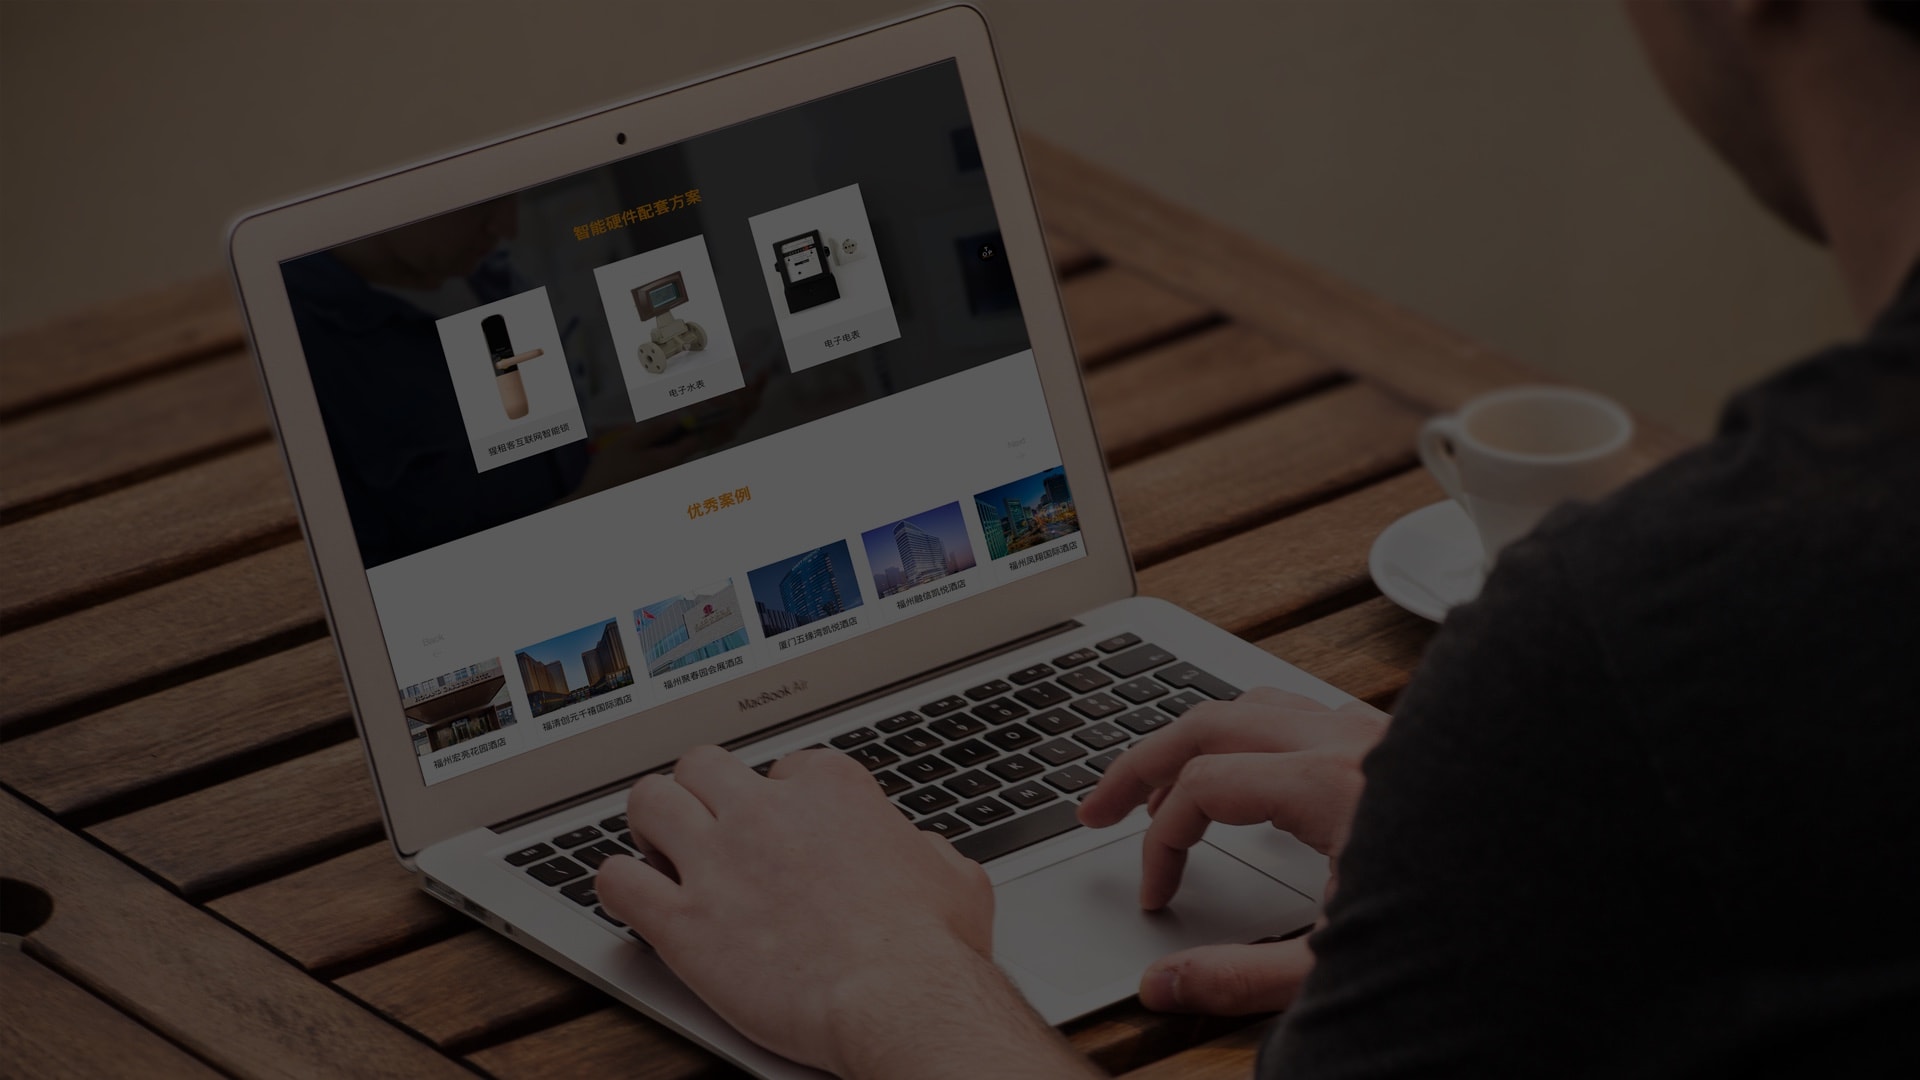 智能硬件配套方案
猩租客互联网智能锁
电子水表
电子电表
TOP
优秀案例
Back
Next
福州宏亮花园酒店
福清创元千禧国际酒店
福州聚春园会展酒店
厦门五缘湾凯悦酒店
福州融信凯悦酒店
福州凤翔国际酒店
MacBook Air